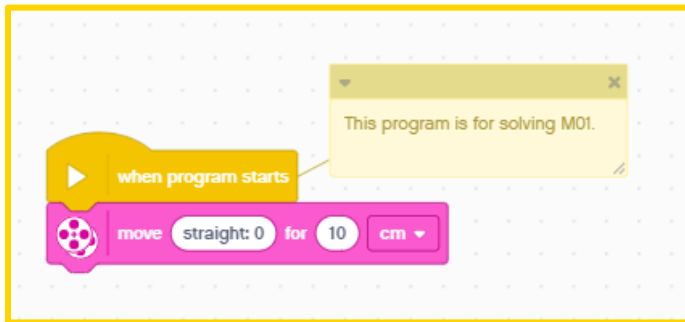 This program is for solving M01.
when program starts
move straight: 0 for 10 cm